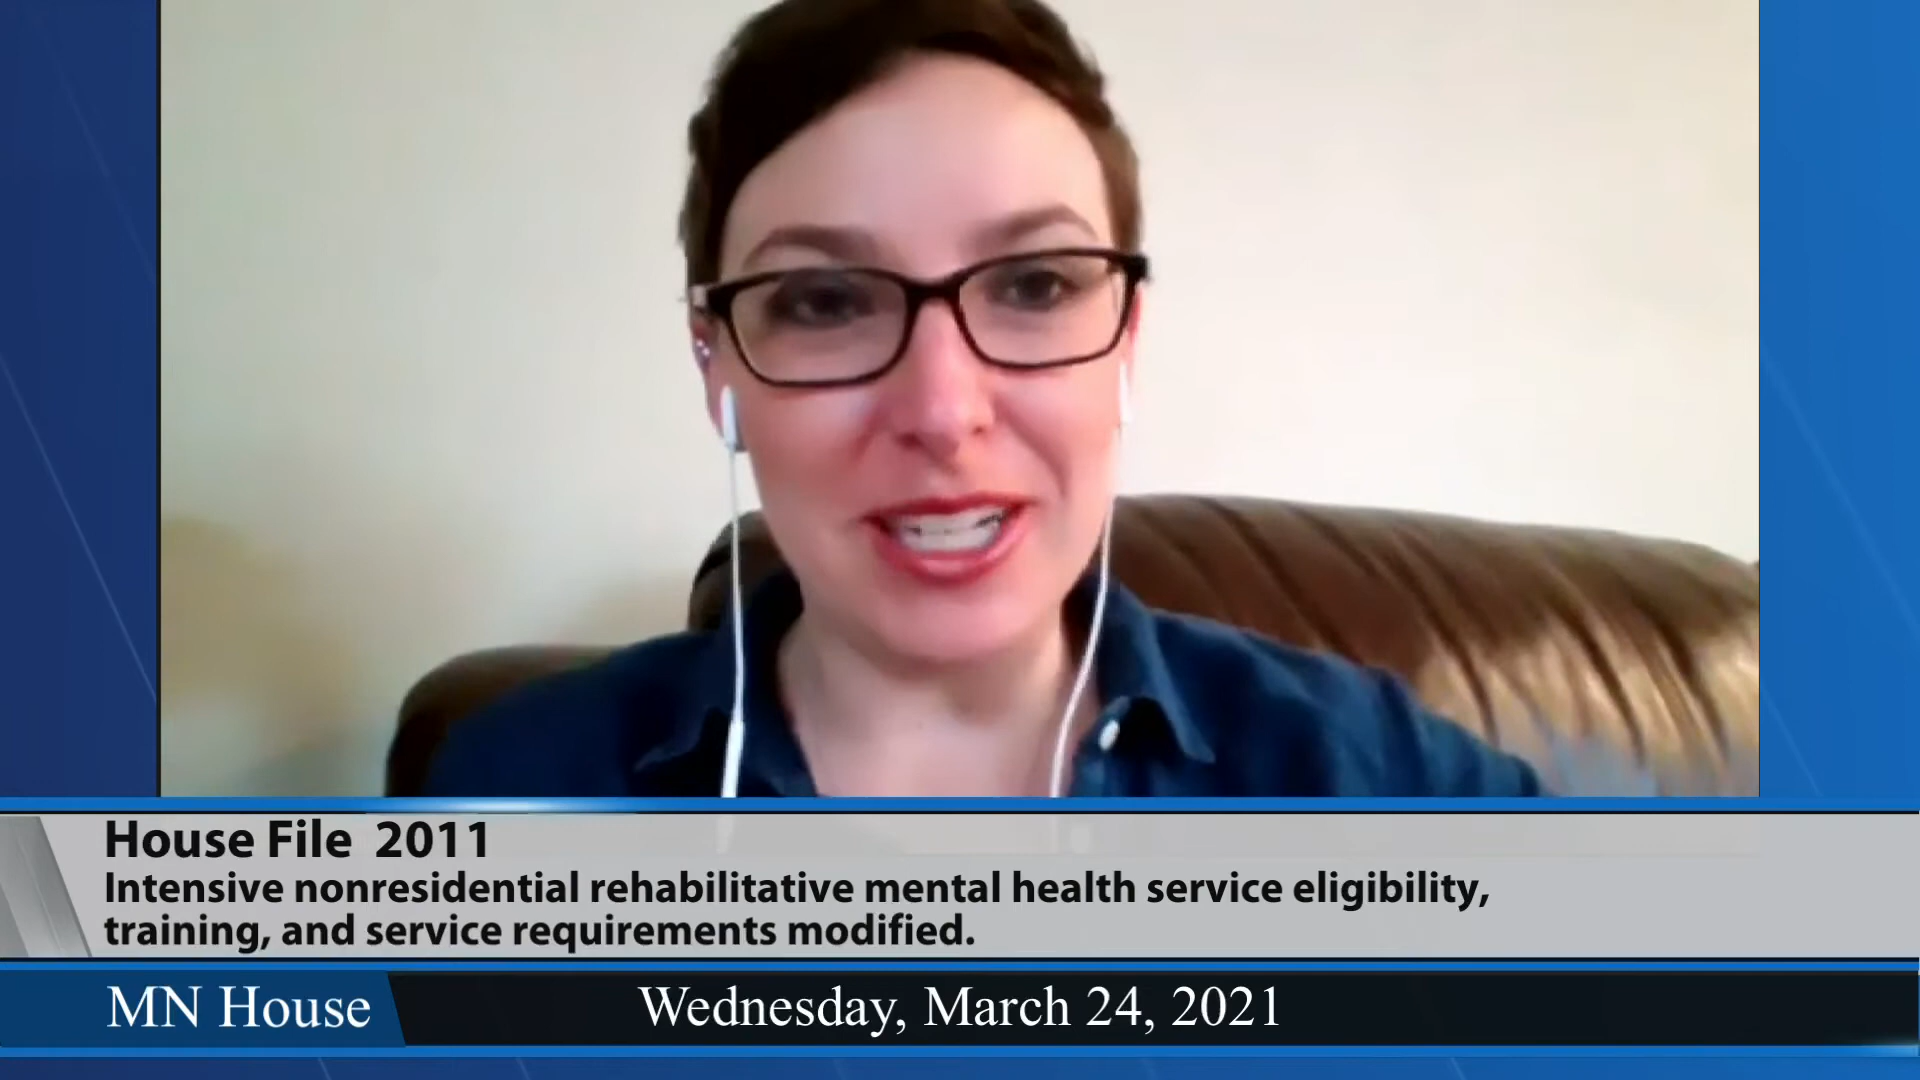 House File 2011
Intensive nonresidential rehabilitative mental health service eligibility,
training, and service requirements modified.
MN House
Wednesday, March 24, 2021